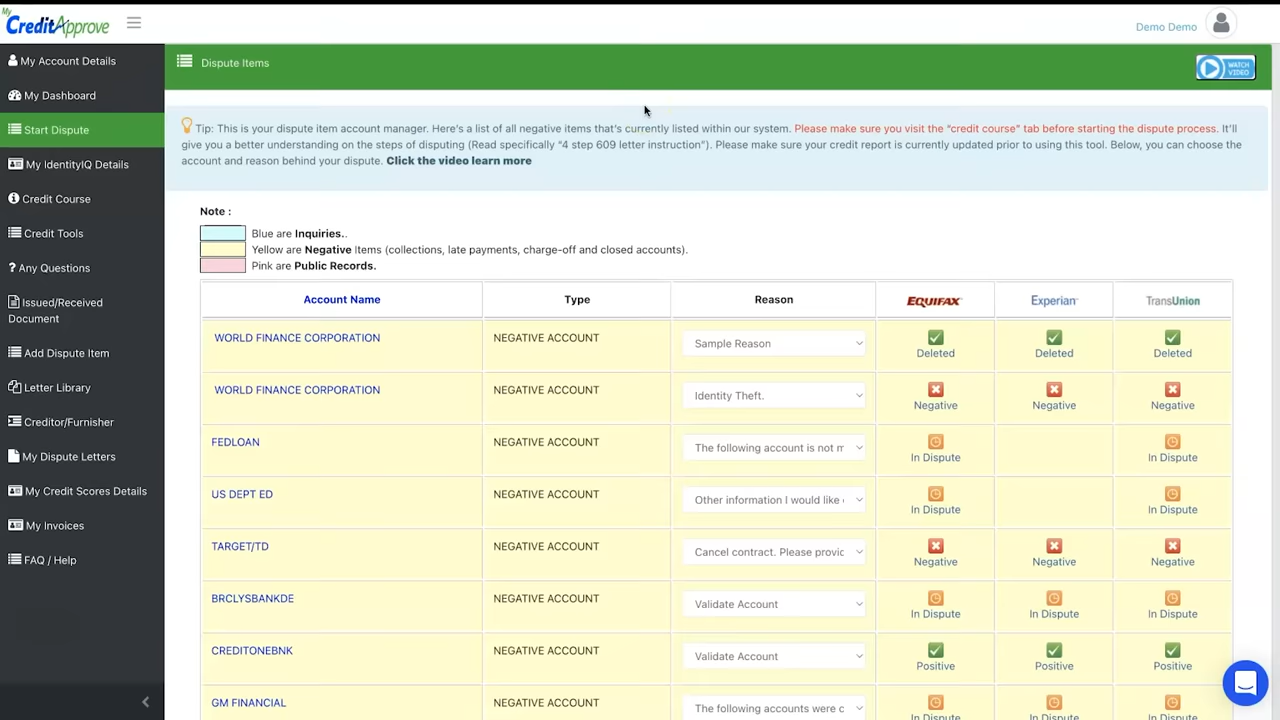 My
CreditApprove
Demo Demo
My Account Details
My Dashboard
Start Dispute
My IdentityIQ Details
Credit Course
Credit Tools
? Any Questions
Issued/Received
Document
Add Dispute Item
Letter Library
Creditor/Furnisher
My Dispute Letters
My Credit Scores Details
My Invoices
FAQ / Help
Dispute Items
WATCH
VIDEO
Tip: This is your dispute item account manager. Here's a list of all negative items that's currently listed within our system. Please make sure you visit the "credit course" tab before starting the dispute process. It'll
give you a better understanding on the steps of disputing (Read specifically "4 step 609 letter instruction"). Please make sure your credit report is currently updated prior to using this tool. Below, you can choose the
account and reason behind your dispute. Click the video learn more
Note :
Blue are Inquiries..
Yellow are Negative Items (collections, late payments, charge-off and closed accounts).
Pink are Public Records.
Account Name Type Reason EQUIFAX Experian TransUnion
WORLD FINANCE CORPORATION NEGATIVE ACCOUNT Sample Reason Deleted Deleted Deleted
WORLD FINANCE CORPORATION NEGATIVE ACCOUNT Identity Theft. Negative Negative Negative
FEDLOAN NEGATIVE ACCOUNT The following account is not m In Dispute In Dispute
US DEPT ED NEGATIVE ACCOUNT Other information I would like In Dispute In Dispute
TARGET/TD NEGATIVE ACCOUNT Cancel contract. Please provic Negative Negative Negative
BRCLYSBANKDE NEGATIVE ACCOUNT Validate Account In Dispute In Dispute In Dispute
CREDITONEBNK NEGATIVE ACCOUNT Validate Account Positive Positive Positive
GM FINANCIAL NEGATIVE ACCOUNT The following accounts were c In Dispute In Dispute In Dispute